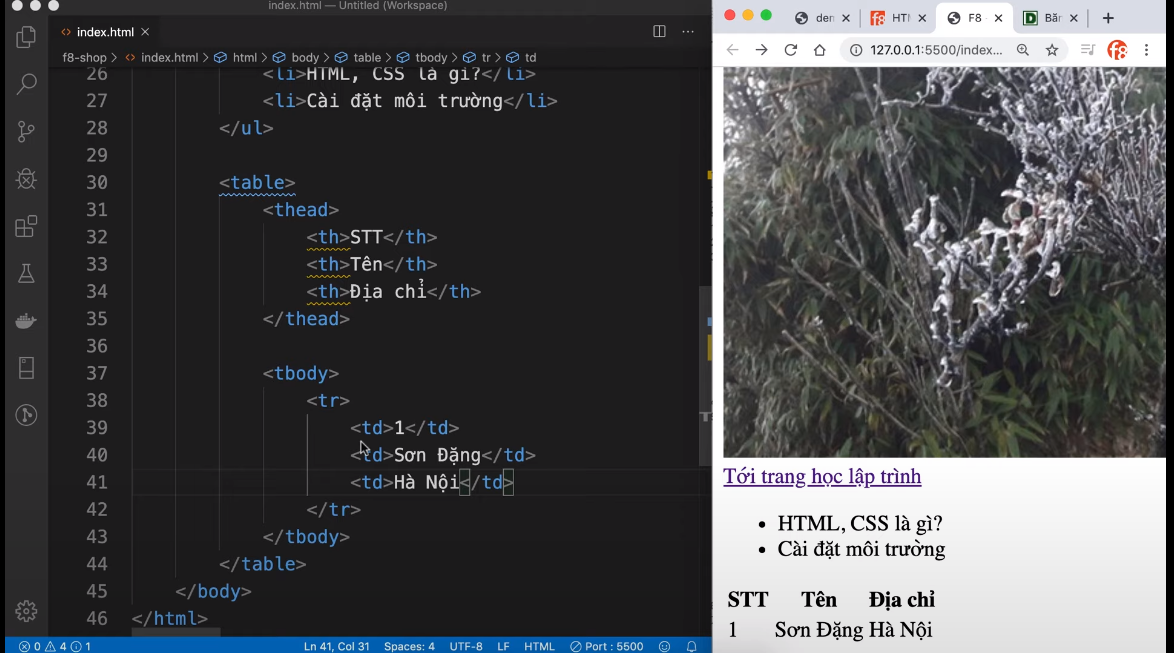 index.html — Untitled (Workspace)
index.html
f8-shop > index.html > html > body > table > tbody > tr > td
26 <li>HTML, CSS là gì?</li>
27 <li>Cài đặt môi trường</li>
28 </ul>
29
30 <table>
31 <thead>
32 <th>STT</th>
33 <th>Tên</th>
34 <th>Địa chỉ</th>
35 </thead>
36
37 <tbody>
38 <tr>
39 <td>1</td>
40 <td>Sơn Đặng</td>
41 <td>Hà Nội</td>
42 </tr>
43 </tbody>
44 </table>
45 </body>
46 </html>
0 4 1 Ln 41, Col 31 Spaces: 4 UTF-8 LF HTML Port : 5500
der f8 HTI F8 D Băr
127.0.0.1:5500/index... f8
Tới trang học lập trình
• HTML, CSS là gì?
• Cài đặt môi trường
STT Tên Địa chỉ
1 Sơn Đặng Hà Nội